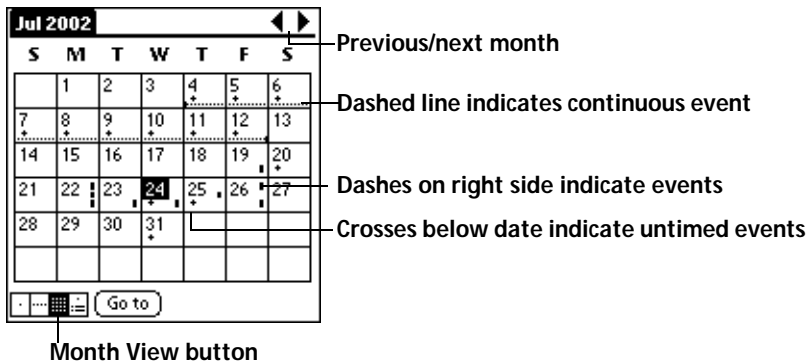 Jul 2002
Previous/next month
S M T W T F S
1 2 3 4 5 6
Dashed line indicates continuous event
7 8 9 10 11 12 13
14 15 16 17 18 19 20
Dashes on right side indicate events
21 22 23 24 25 26 27
Crosses below date indicate untimed events
28 29 30 31
Go to
Month View button